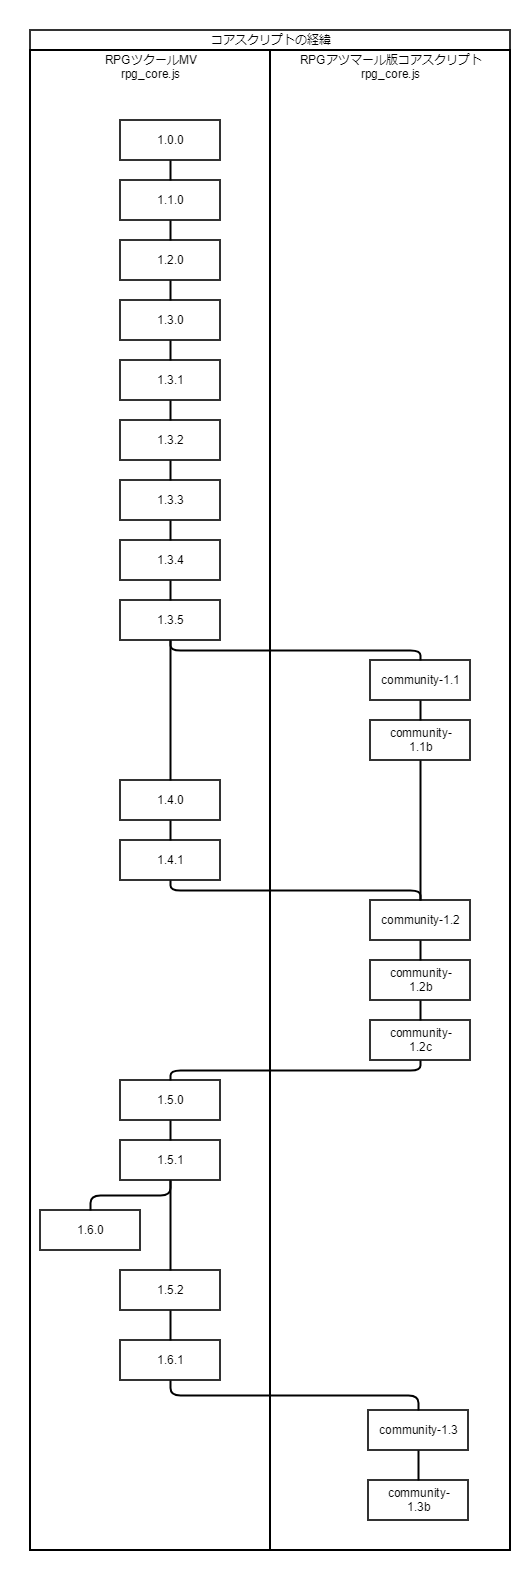 コアスクリプトの経緯
RPGツクールMV
rpg_core.js
RPGアツマール版コアスクリプト
rpg_core.js
1.0.0
1.1.0
1.2.0
1.3.0
1.3.1
1.3.2
1.3.3
1.3.4
1.3.5
community-1.1
community-
1.1b
1.4.0
1.4.1
community-1.2
community-
1.2b
community-
1.2c
1.5.0
1.5.1
1.6.0
1.5.2
1.6.1
community-1.3
community-
1.3b